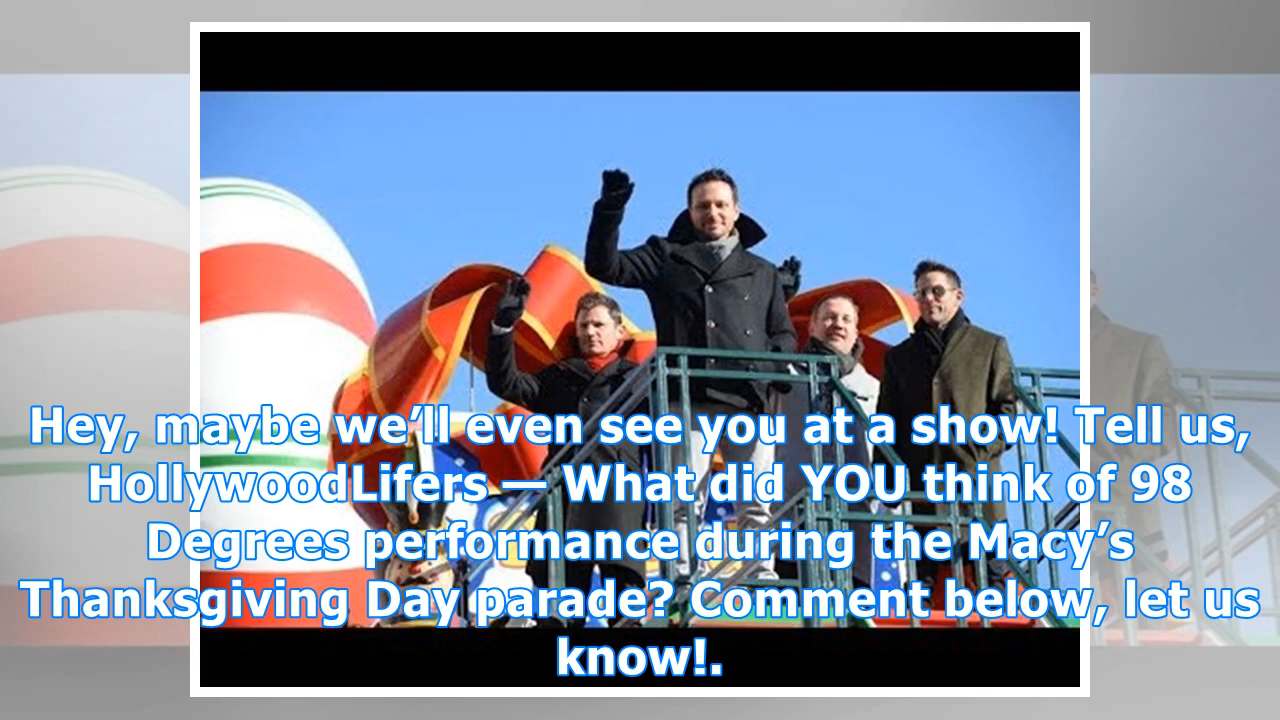 Hey, maybe we’ll even see you at a show! Tell us,
HollywoodLifers — What did YOU think of 98
Degrees performance during the Macy’s
Thanksgiving Day parade? Comment below, let us
know!.